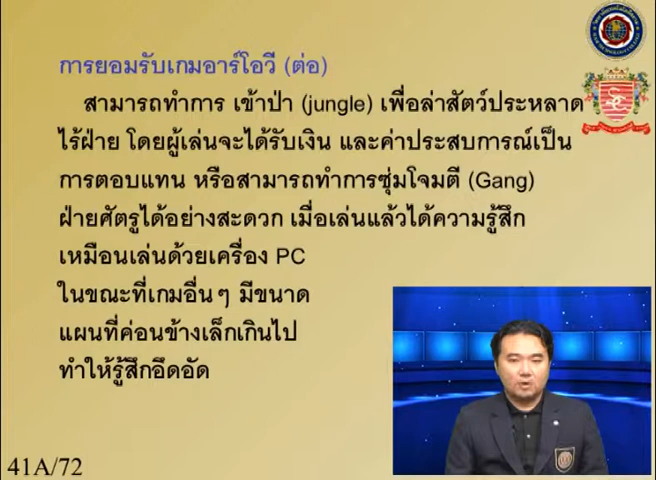 การยอมรับเกมอาร์โอวี (ต่อ)
สามารถทำการ เข้าป่า (jungle) เพื่อล่าสัตว์ประหลาด
ไร้ฝ่าย โดยผู้เล่นจะได้รับเงิน และค่าประสบการณ์เป็น
การตอบแทน หรือสามารถทำการซุ่มโจมตี (Gang)
ฝ่ายศัตรูได้อย่างสะดวก เมื่อเล่นแล้วได้ความรู้สึก
เหมือนเล่นด้วยเครื่อง PC
ในขณะที่เกมอื่น ๆ มีขนาด
แผนที่ค่อนข้างเล็กเกินไป
ทำให้รู้สึกอึดอัด
41A/72